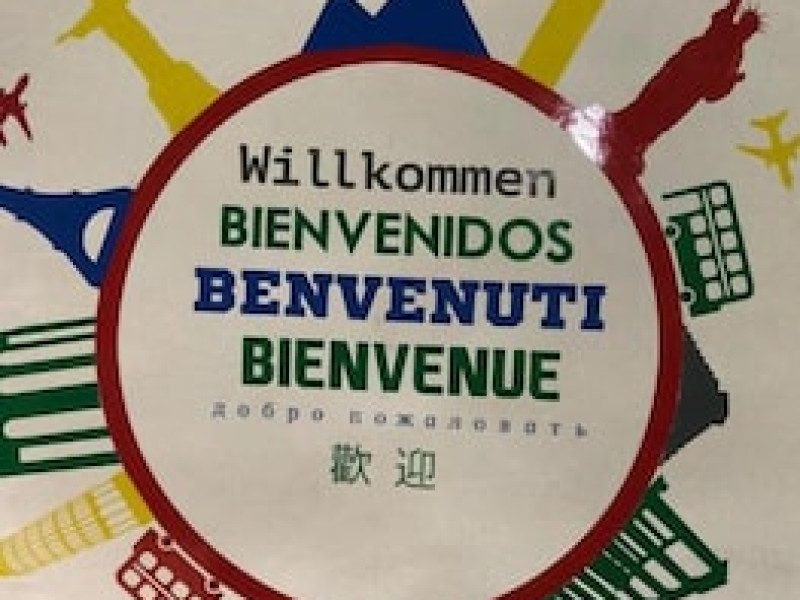 Willkommen
BIENVENIDOS
BENVENUTI
BIENVENUE
добро пожаловать
歡迎